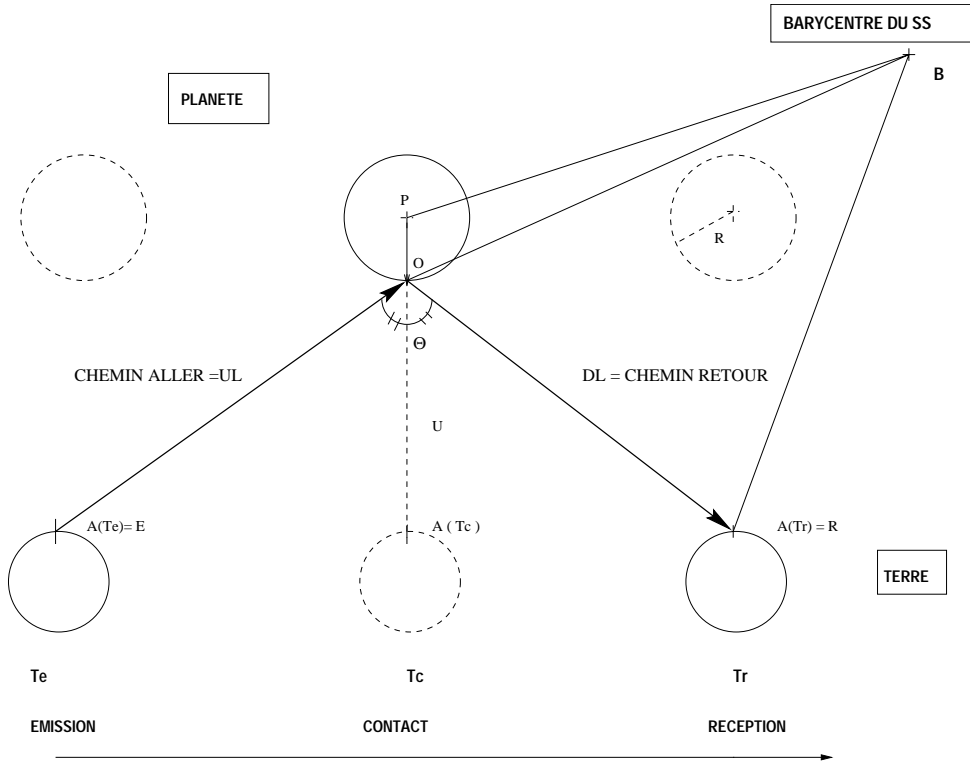 BARYCENTRE DU SS
B
PLANETE
P
R
O
Θ
CHEMIN ALLER =UL
DL = CHEMIN RETOUR
U
A(Te)= E
A ( Tc )
A(Tr) = R
TERRE
Te
Tc
Tr
EMISSION
CONTACT
RECEPTION